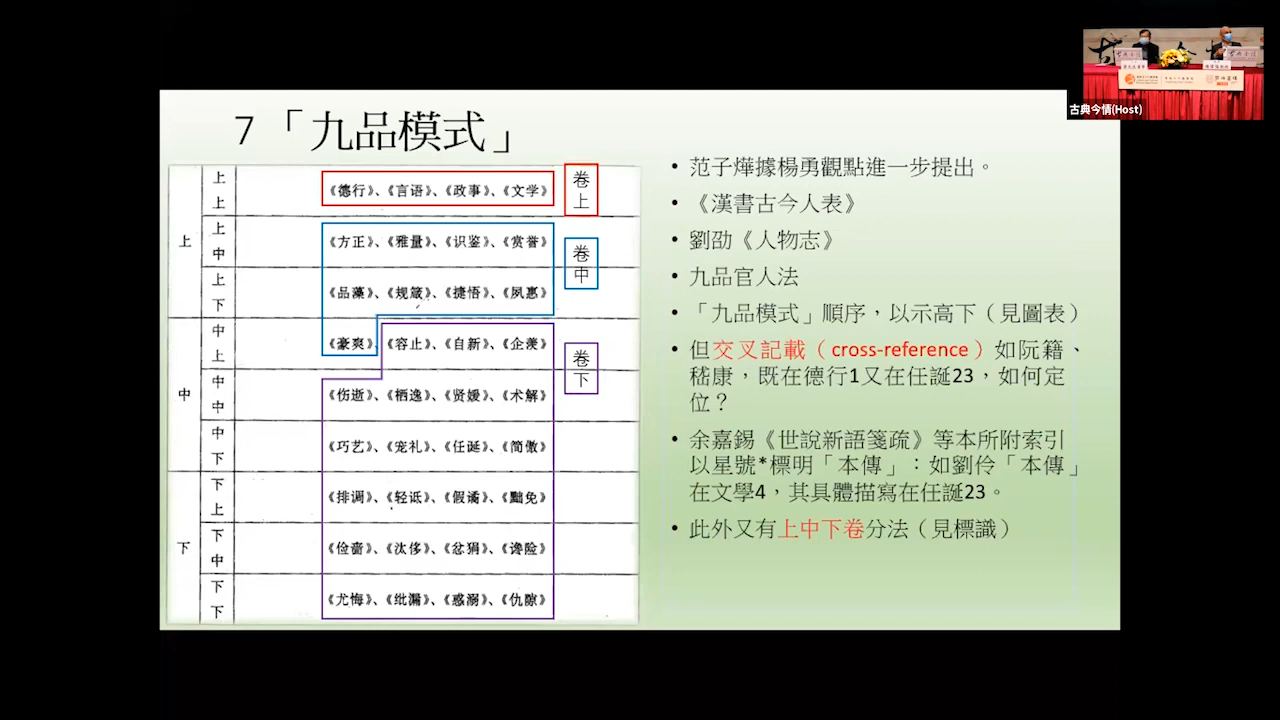 古典今情(Host)
7「九品模式」
上
上上
《德行》、《言语》、《政事》、《文学》
卷上
上中
《方正》、《雅量》、《识鉴》、《赏誉》
卷中
上下
《品藻》、《规箴》、《捷悟》、《夙惠》
中
中上
《豪爽》、《容止》、《自新》、《企羡》
卷下
中中
《伤逝》、《栖逸》、《贤媛》、《术解》
中下
《巧艺》、《宠礼》、《任诞》、《简傲》
下
下上
《排调》、《轻诋》、《假谲》、《黜免》
下中
《俭啬》、《汰侈》、《忿狷》、《谗险》
下下
《尤悔》、《纰漏》、《惑溺》、《仇隙》
• 范子燁據楊勇觀點進一步提出。
• 《漢書古今人表》
• 劉劭《人物志》
• 九品官人法
• 「九品模式」順序，以示高下（見圖表）
• 但交叉記載（cross-reference）如阮籍、
嵇康，既在德行1又在任誕23，如何定
位？
• 余嘉錫《世說新語箋疏》等本所附索引
以星號*標明「本傳」：如劉伶「本傳」
在文學4，其具體描寫在任誕23。
• 此外又有上中下卷分法（見標識）